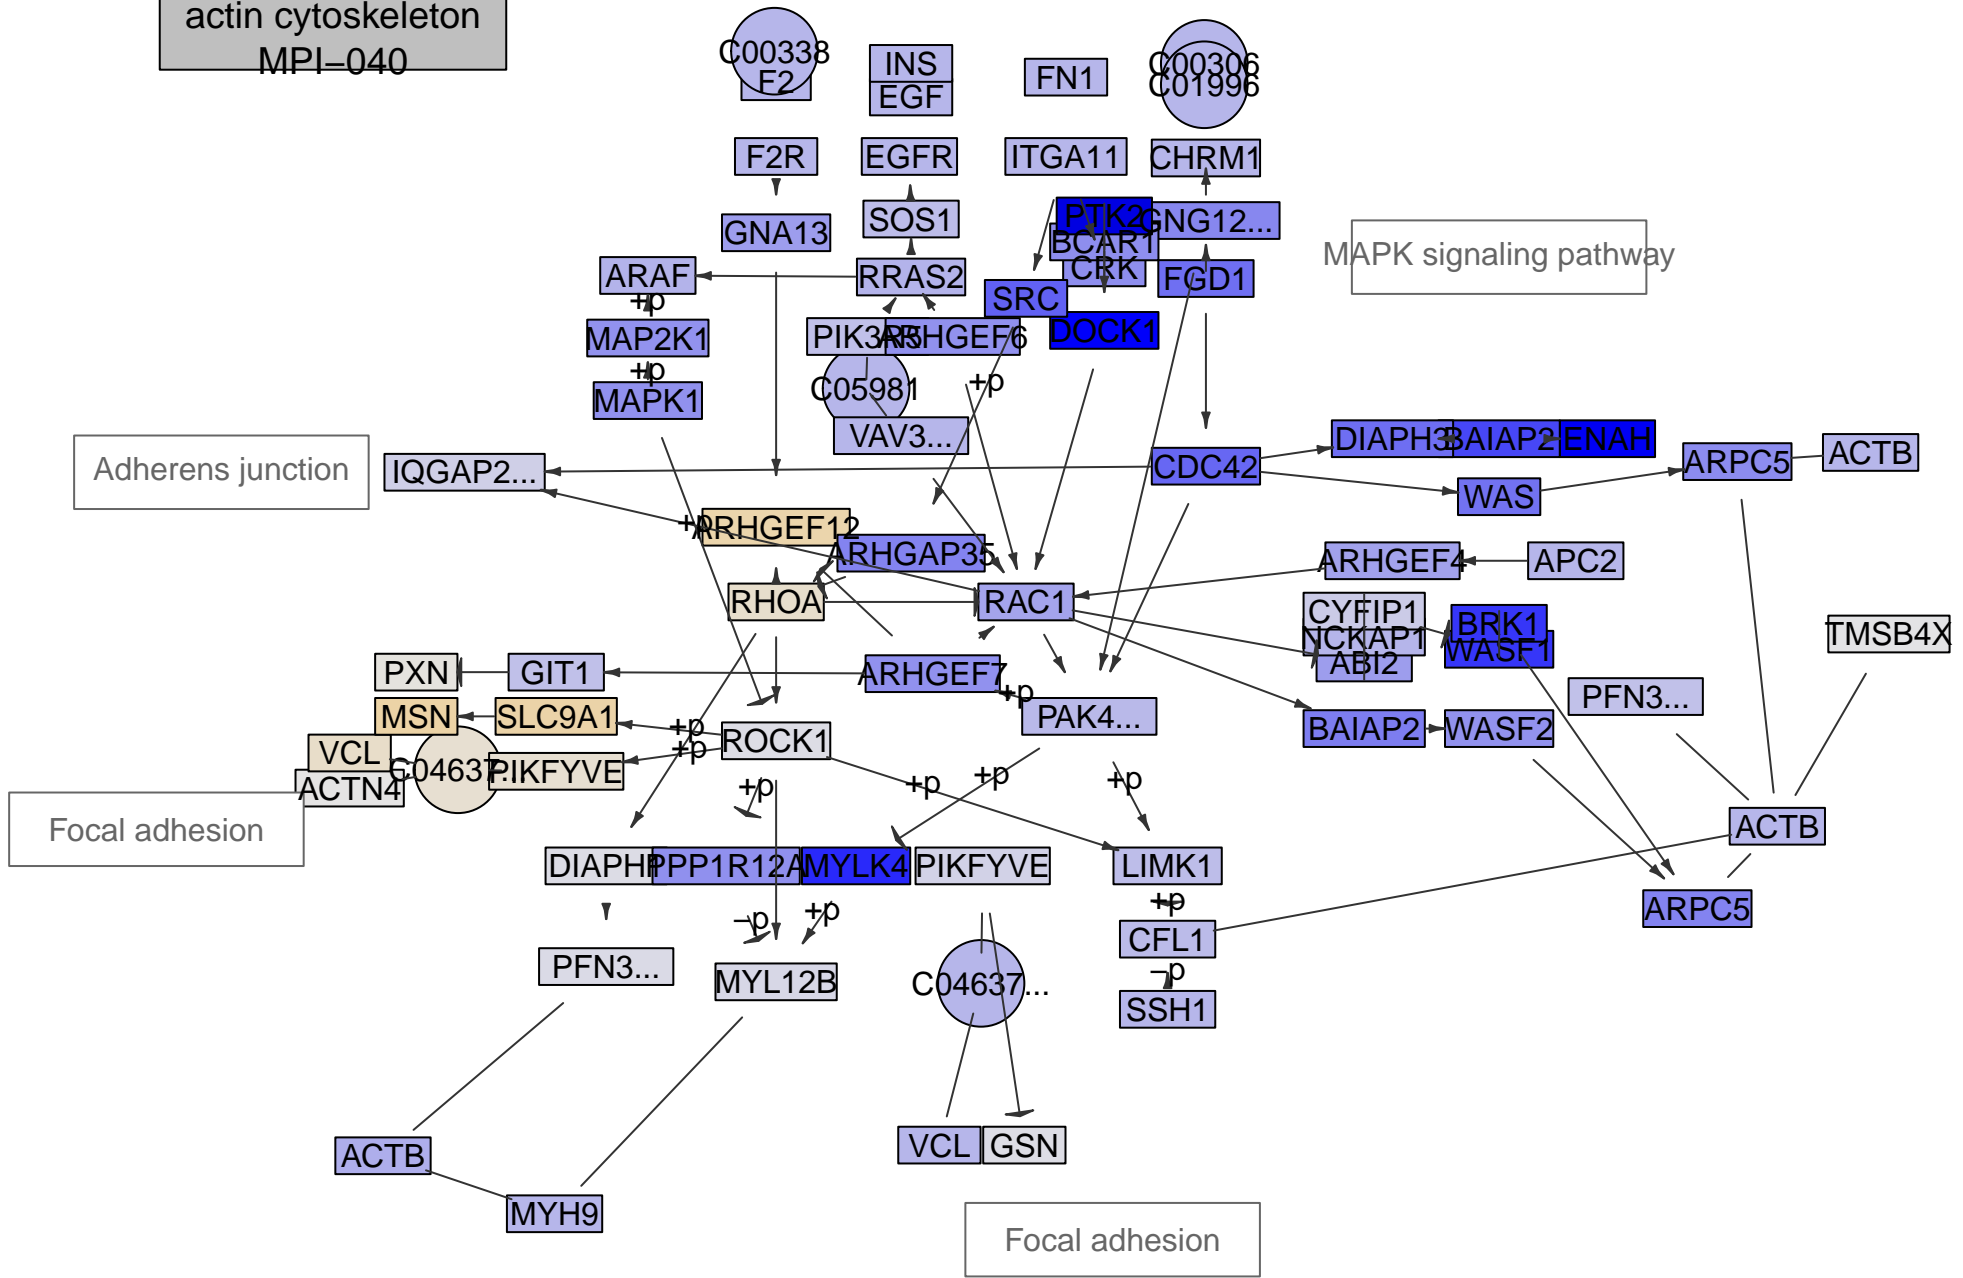 actin cytoskeleton
MPI−040
C00338
F2
INS
EGF
FN1
C00306
C01996
F2R
EGFR
ITGA11
CHRM1
GNA13
SOS1
PTK2
GNG12...
BCAR1
CRK
MAPK signaling pathway
ARAF
RRAS2
SRC
FGD1
+p
MAP2K1
PIK3R5
ARHGEF6
DOCK1
+p
MAPK1
C05981
+p
VAV3...
Adherens junction
IQGAP2...
CDC42
DIAPH3
BAIAP2
ENAH
ARPC5
ACTB
WAS
+p
ARHGEF12
ARHGAP35
ARHGEF4
APC2
RHOA
RAC1
CYFIP1
NCKAP1
ABI2
BRK1
WASF1
TMSB4X
PXN
GIT1
ARHGEF7
+p
PAK4...
PFN3...
MSN
SLC9A1
+p
ROCK1
BAIAP2
WASF2
VCL
C04637...
PIKFYVE
+p
ACTN4
+p
+p
+p
+p
Focal adhesion
ACTB
PPP1R12A
MYLK4
PIKFYVE
LIMK1
+p
ARPC5
−p
+p
CFL1
PFN3...
MYL12B
C04637...
−p
SSH1
ACTB
VCL
GSN
MYH9
Focal adhesion